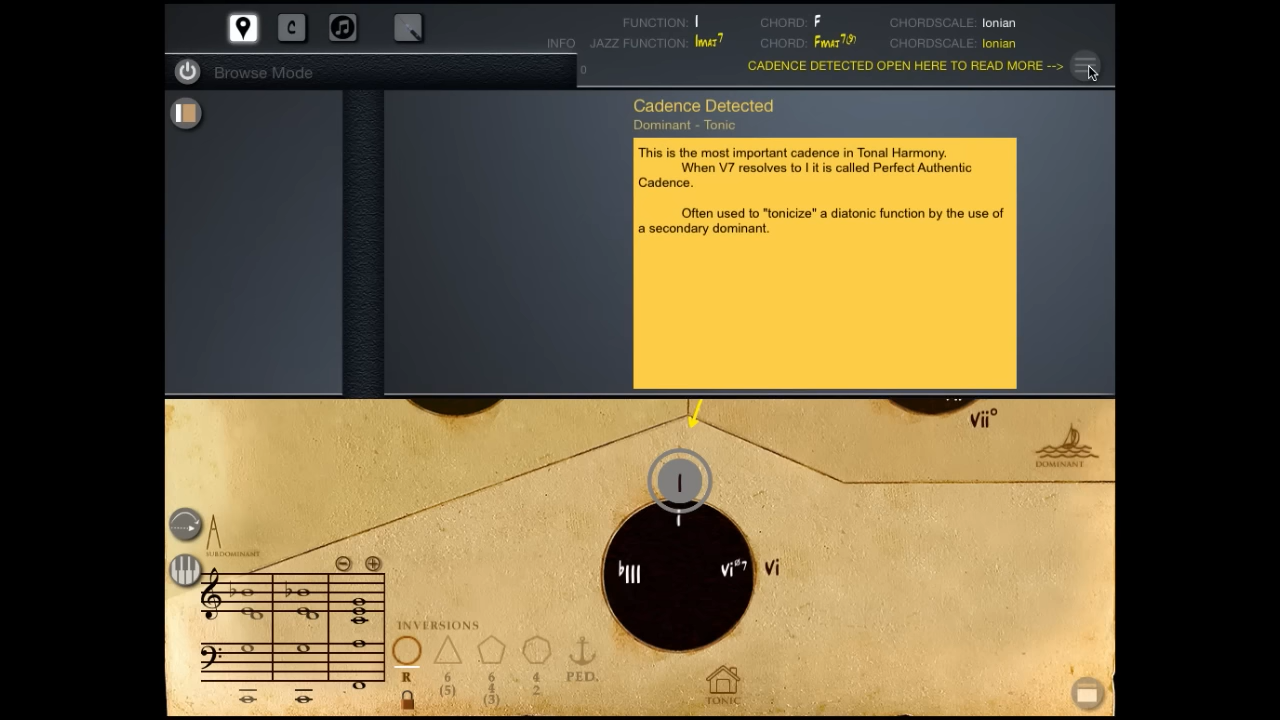 FUNCTION: I CHORD: F CHORDSCALE: Ionian
INFO JAZZ FUNCTION: Imaj7 CHORD: Fmaj7(9) CHORDSCALE: Ionian
CADENCE DETECTED OPEN HERE TO READ MORE -->
Browse Mode
0
C
Cadence Detected
Dominant - Tonic
This is the most important cadence in Tonal Harmony.
When V7 resolves to I it is called Perfect Authentic
Cadence.
Often used to "tonicize" a diatonic function by the use of
a secondary dominant.
vii°
DOMINANT
I
i
♭III viø7 vi
SUBDOMINANT
INVERSIONS
R 6 6 4 PED.
(5) 4 2
(3)
TONIC